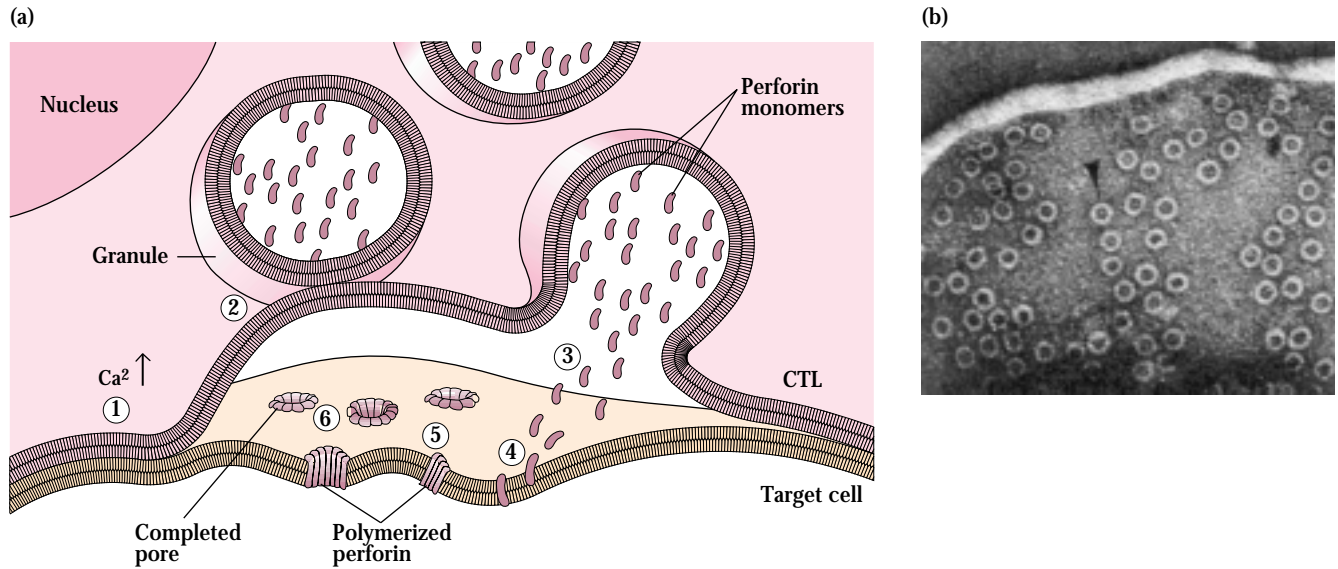 (a)
(b)
Nucleus
Perforin
monomers
Granule
2
3
Ca2 ↑
CTL
1
6
5
4
Target cell
Completed
pore
Polymerized
perforin